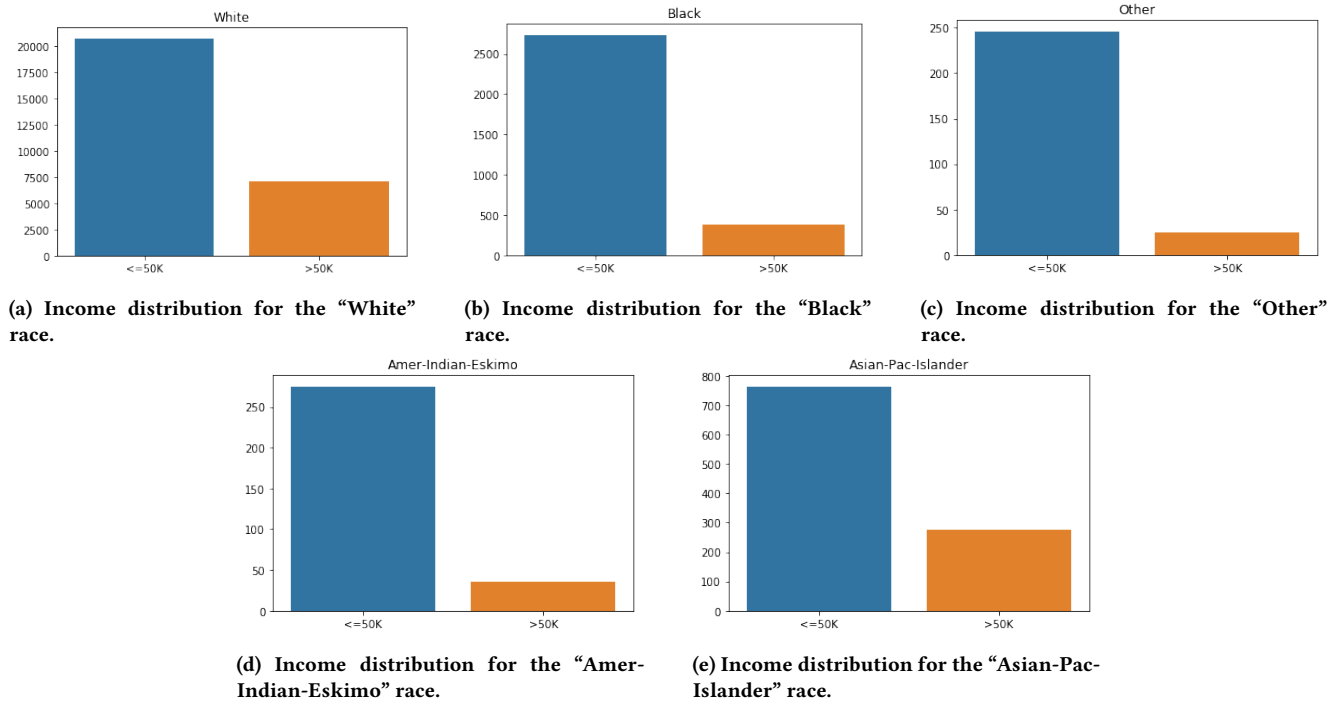 White
20000
17500
15000
12500
10000
7500
5000
2500
0
<=50K >50K
(a) Income distribution for the “White”
race.
Black
2500
2000
1500
1000
500
0
<=50K >50K
(b) Income distribution for the “Black”
race.
Other
250
200
150
100
50
0
<=50K >50K
(c) Income distribution for the “Other”
race.
Amer-Indian-Eskimo
250
200
150
100
50
0
<=50K >50K
(d) Income distribution for the “Amer-
Indian-Eskimo” race.
Asian-Pac-Islander
800
700
600
500
400
300
200
100
0
<=50K >50K
(e) Income distribution for the “Asian-Pac-
Islander” race.